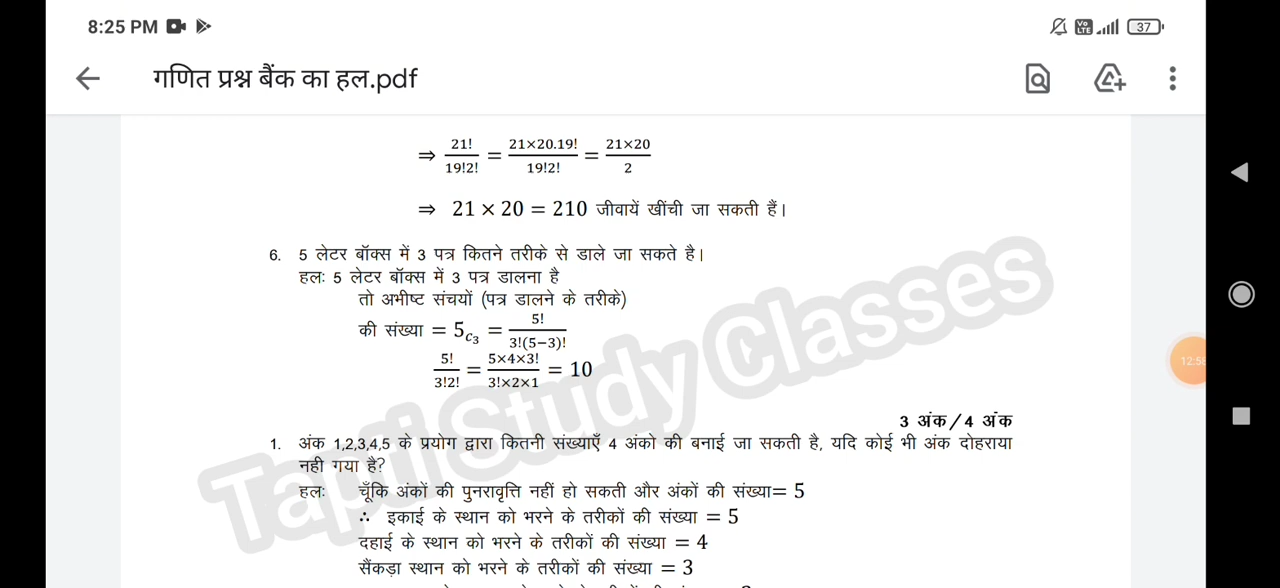 8:25 PM
37
गणित प्रश्न बैंक का हल.pdf
⇒ 21!/19!2! = 21×20.19!/19!2! = 21×20/2
⇒ 21 × 20 = 210 जीवायें खींची जा सकती हैं।
6. 5 लेटर बॉक्स में 3 पत्र कितने तरीके से डाले जा सकते है।
हलः 5 लेटर बॉक्स में 3 पत्र डालना है
तो अभीष्ट संचयों (पत्र डालने के तरीके)
की संख्या = 5c₃ = 5!/3!(5−3)!
5!/3!2! = 5×4×3!/3!×2×1 = 10
12:58
3 अंक/4 अंक
1. अंक 1,2,3,4,5 के प्रयोग द्वारा कितनी संख्याएँ 4 अंको की बनाई जा सकती है, यदि कोई भी अंक दोहराया
नही गया है?
हलः चूँकि अंकों की पुनरावृत्ति नहीं हो सकती और अंकों की संख्या= 5
∴ इकाई के स्थान को भरने के तरीकों की संख्या = 5
दहाई के स्थान को भरने के तरीकों की संख्या = 4
सैंकड़ा स्थान को भरने के तरीकों की संख्या = 3
Tapti Study Classes